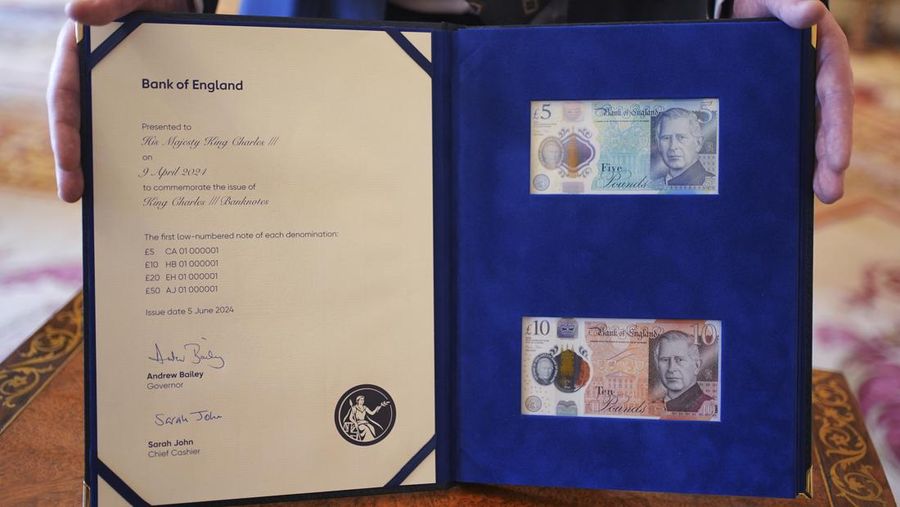 Bank of England
Presented to
His Majesty King Charles III
on
9 April 2024
to commemorate the issue of
King Charles III Banknotes
The first low-numbered note of each denomination:
£5 CA 01 000001
£10 HB 01 000001
£20 EH 01 000001
£50 AJ 01 000001
Issue date 5 June 2024
Andrew Bailey
Andrew Bailey
Governor
Sarah John
Sarah John
Chief Cashier
£5
Bank of England
5
Five
Pounds
£10
Bank of England
10
Ten
Pounds